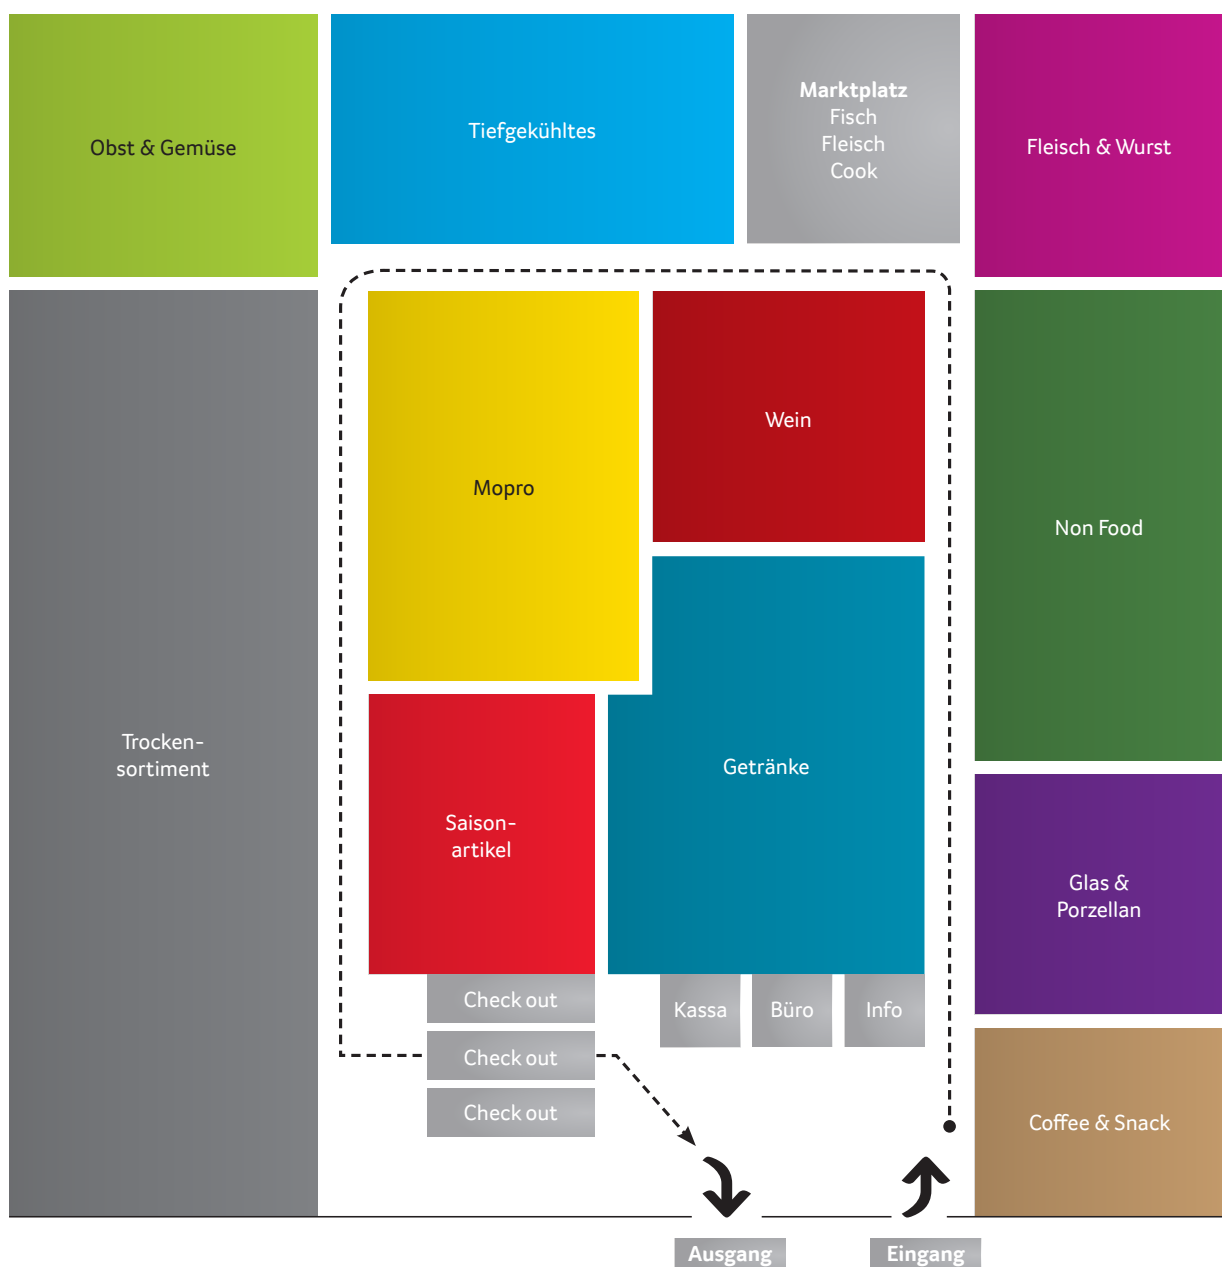 Obst & Gemüse
Tiefgekühltes
Marktplatz
Fisch
Fleisch
Cook
Fleisch & Wurst
Mopro
Wein
Non Food
Trocken-
sortiment
Getränke
Saison-
artikel
Glas &
Porzellan
Check out
Kassa
Büro
Info
Check out
Check out
Coffee & Snack
Ausgang
Eingang